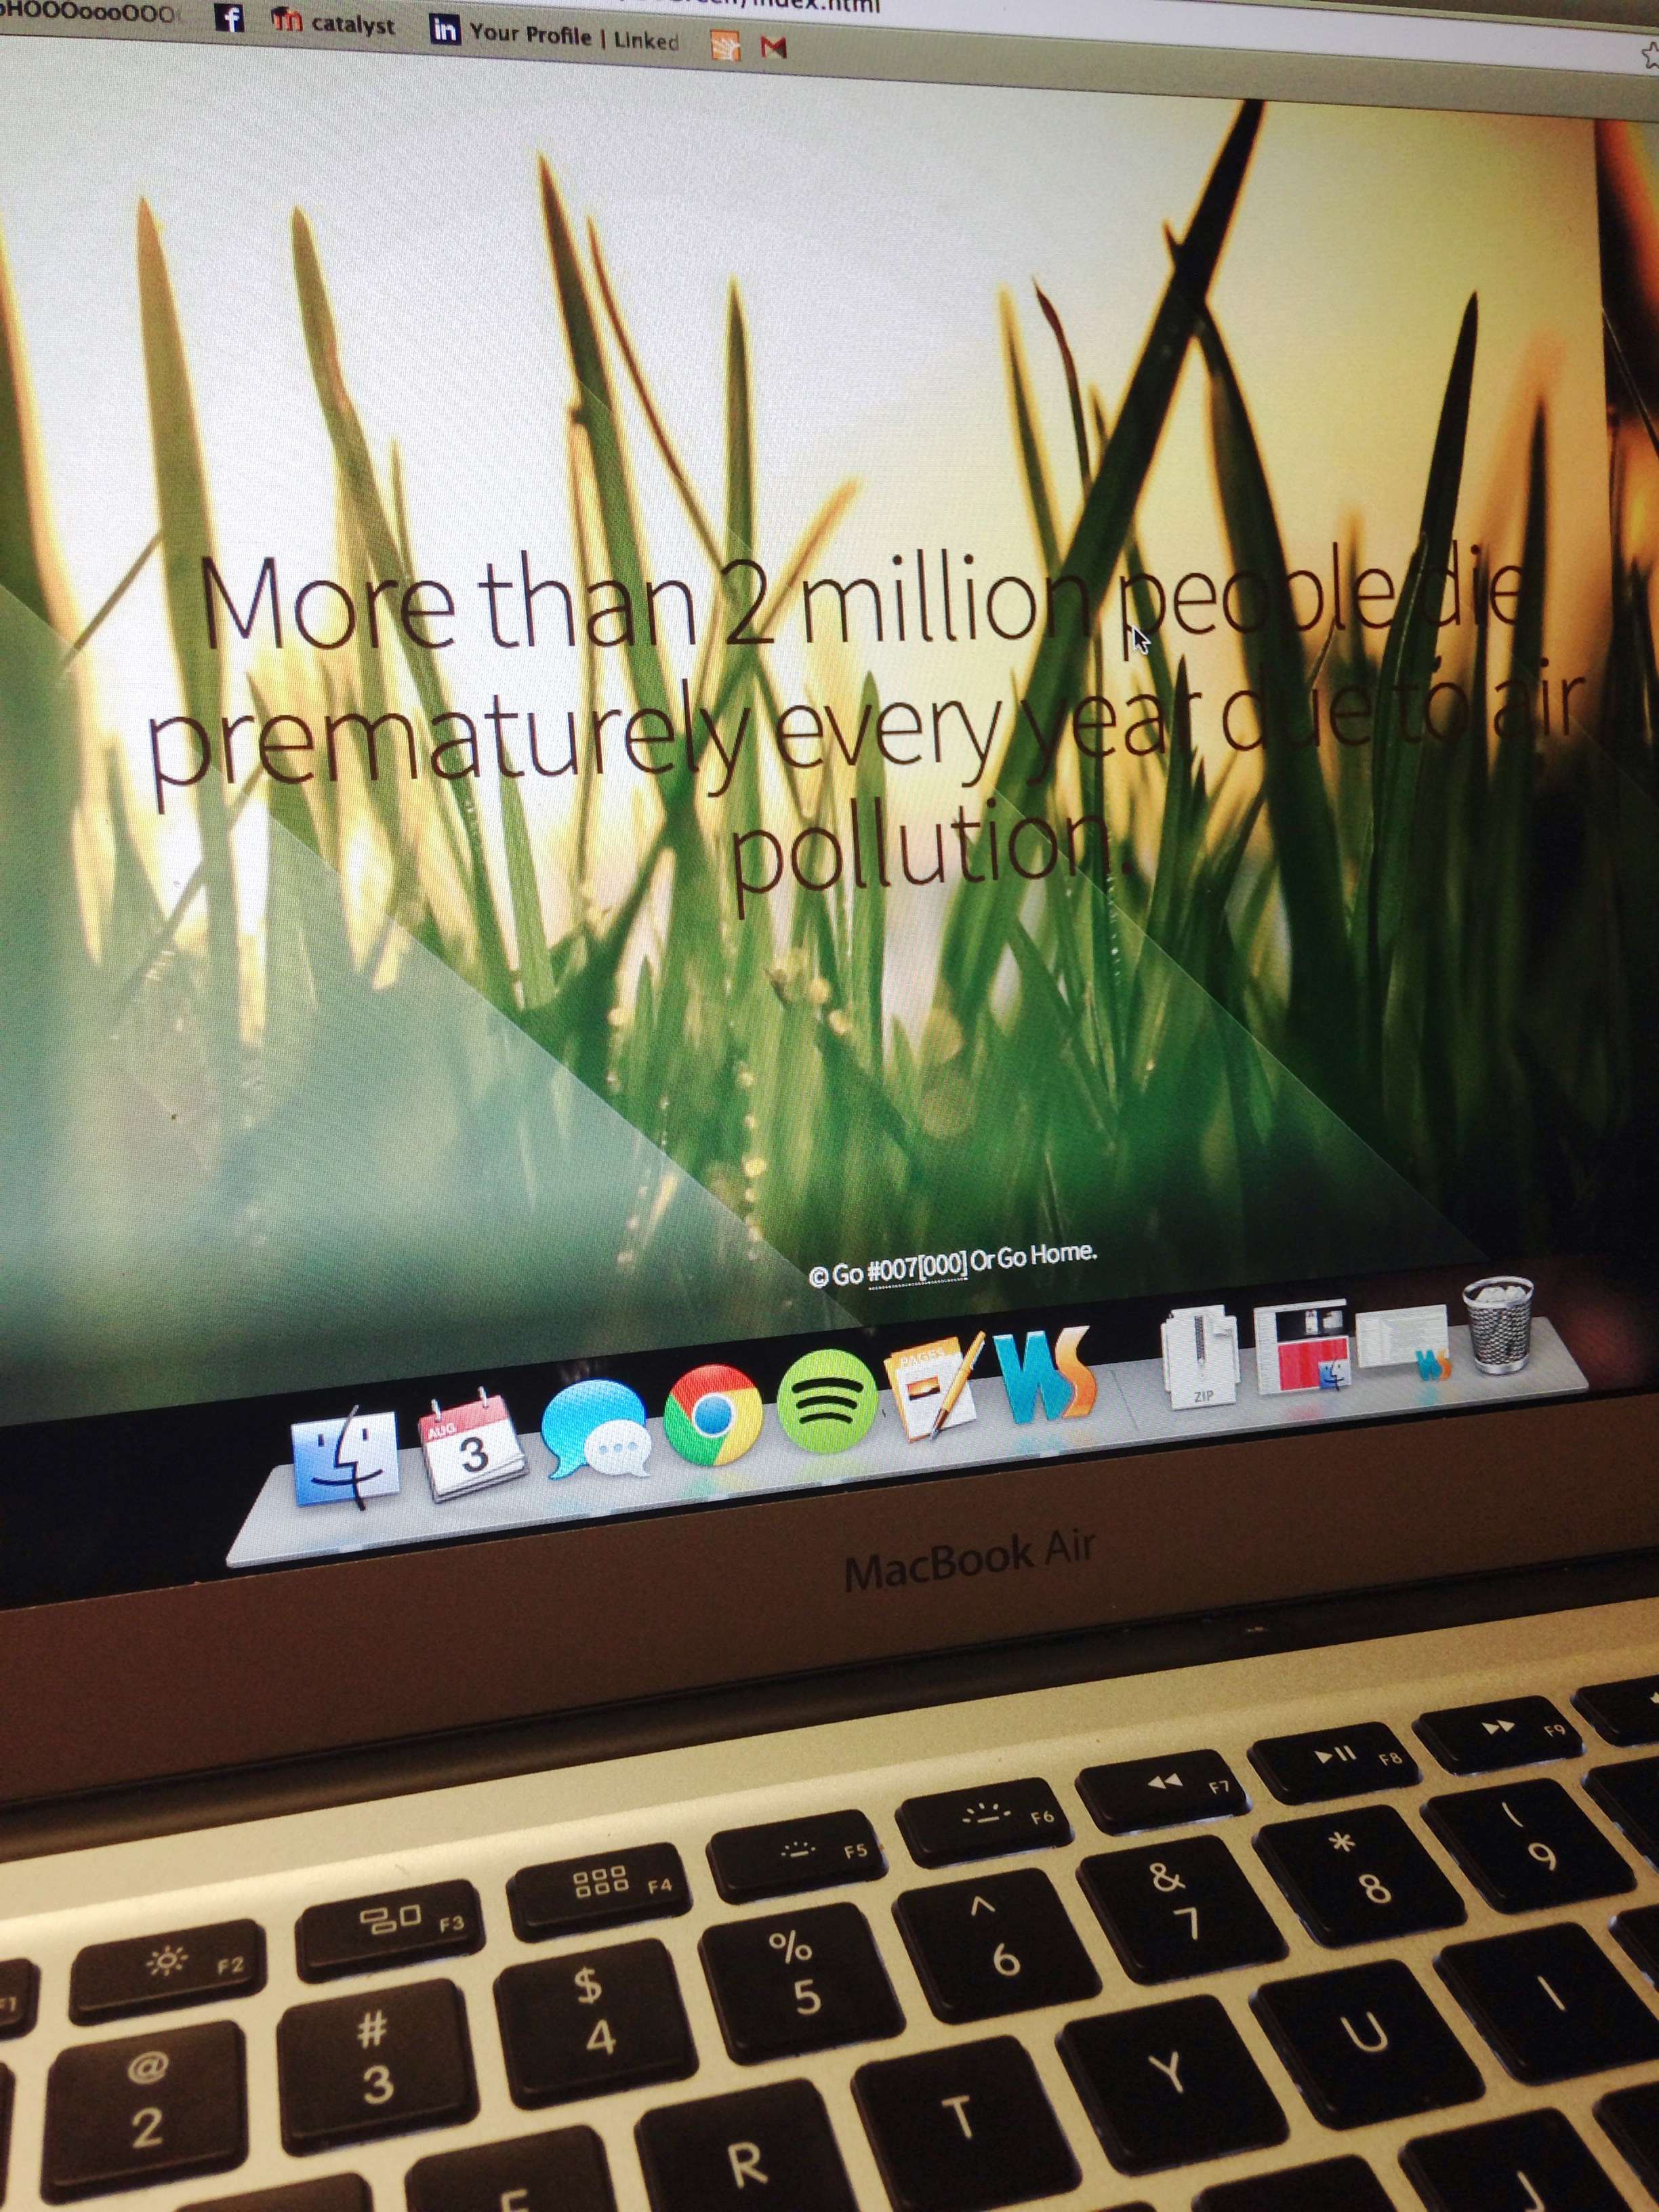 index.html
catalyst
Your Profile | Linked
More than 2 million people die
prematurely every year due to air
pollution.
© Go #007[000] Or Go Home.
AUG
3
PAGES
WS
ZIP
WS
MacBook Air
F1 F2 F3 F4 F5 F6 F7 F8 F9
@ # $ % ^ & * (
2 3 4 5 6 7 8 9
E R T Y U I
J